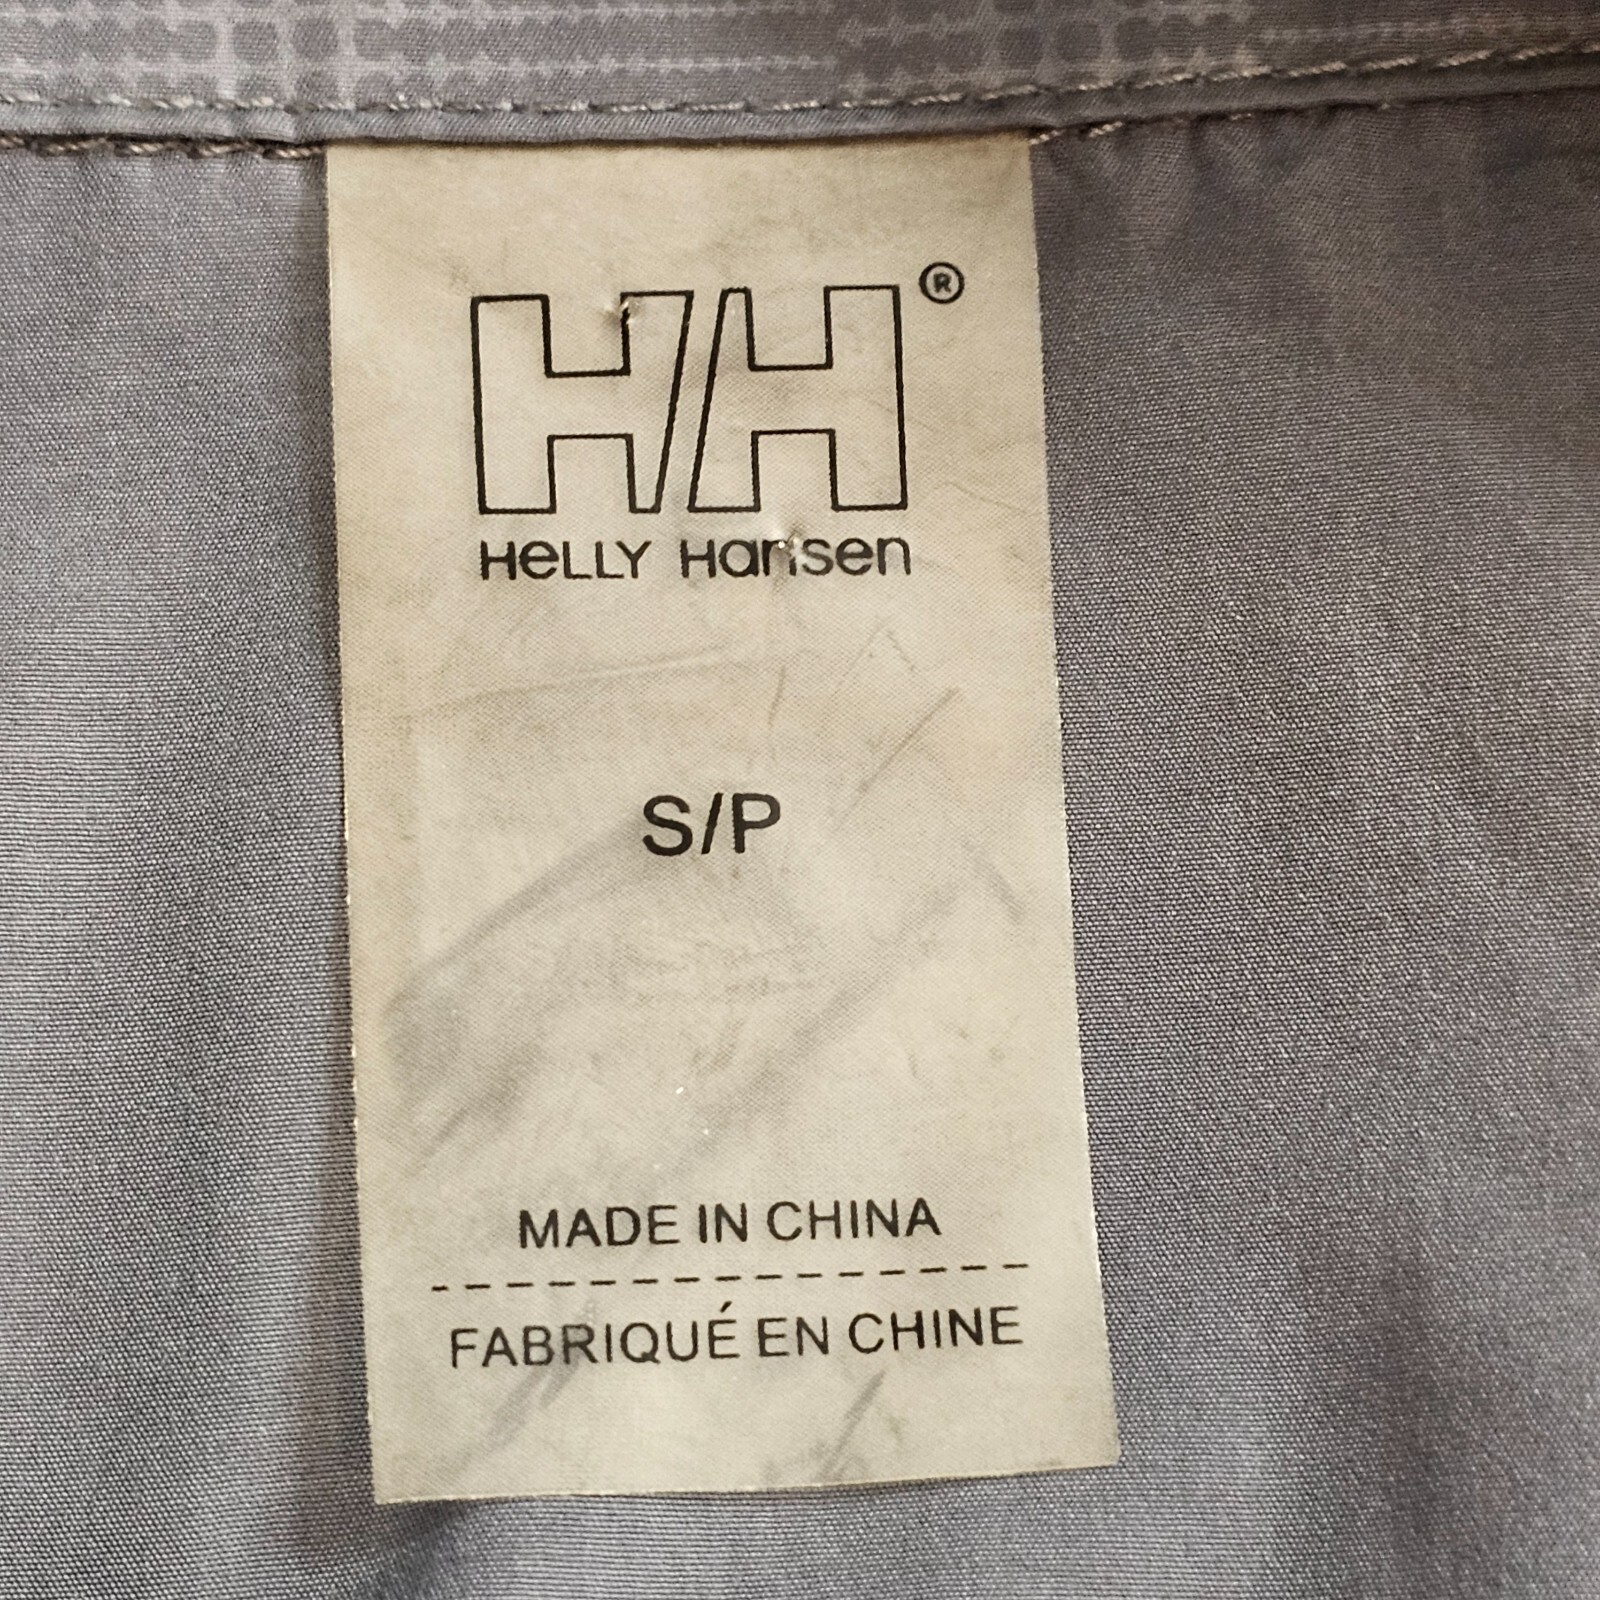 HH®
HELLY HANSEN
S/P
MADE IN CHINA
FABRIQUÉ EN CHINE